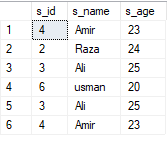 s_id s_name s_age
1 4 Amir 23
2 2 Raza 24
3 3 Ali 25
4 6 usman 20
5 3 Ali 25
6 4 Amir 23